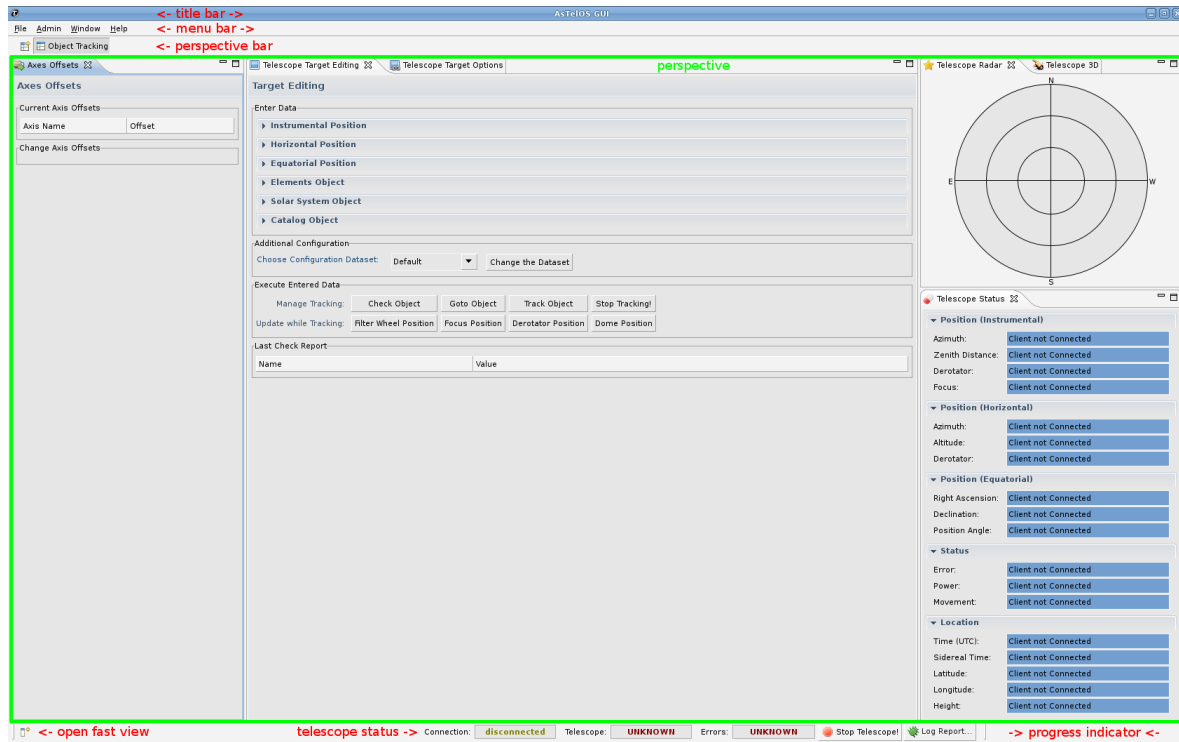 <- title bar ->
AsTelOS GUI
File Admin Window Help
<- menu bar ->
Object Tracking
<- perspective bar
Axes Offsets
Telescope Target Editing
Telescope Target Options
perspective
Telescope Radar
Telescope 3D
Axes Offsets
Current Axis Offsets
Axis Name Offset
Change Axis Offsets
Target Editing
Enter Data
Instrumental Position
Horizontal Position
Equatorial Position
Elements Object
Solar System Object
Catalog Object
Additional Configuration
Choose Configuration Dataset: Default Change the Dataset
Execute Entered Data
Manage Tracking: Check Object Goto Object Track Object Stop Tracking!
Update while Tracking: Filter Wheel Position Focus Position Derotator Position Dome Position
Last Check Report
Name Value
N
E W
S
Telescope Status
Position (Instrumental)
Azimuth: Client not Connected
Zenith Distance: Client not Connected
Derotator: Client not Connected
Focus: Client not Connected
Position (Horizontal)
Azimuth: Client not Connected
Altitude: Client not Connected
Derotator: Client not Connected
Position (Equatorial)
Right Ascension: Client not Connected
Declination: Client not Connected
Position Angle: Client not Connected
Status
Error: Client not Connected
Power: Client not Connected
Movement: Client not Connected
Location
Time (UTC): Client not Connected
Sidereal Time: Client not Connected
Latitude: Client not Connected
Longitude: Client not Connected
Height: Client not Connected
<- open fast view
telescope status -> Connection: disconnected Telescope: UNKNOWN Errors: UNKNOWN Stop Telescope! Log Report...
-> progress indicator <-